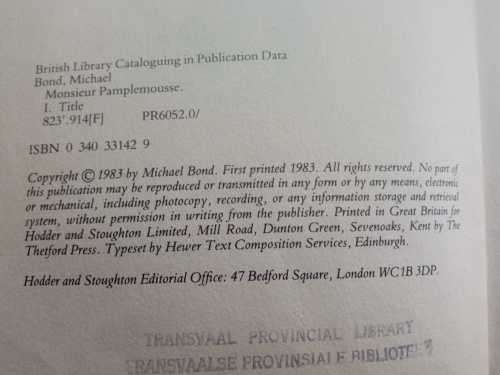 British Library Cataloguing in Publication Data
Bond, Michael
Monsieur Pamplemousse.
I. Title
823'.914[F] PR6052.0/
ISBN 0 340 33142 9
Copyright © 1983 by Michael Bond. First printed 1983. All rights reserved. No part of
this publication may be reproduced or transmitted in any form or by any means, electronic
or mechanical, including photocopy, recording, or any information storage and retrieval
system, without permission in writing from the publisher. Printed in Great Britain for
Hodder and Stoughton Limited, Mill Road, Dunton Green, Sevenoaks, Kent by The
Thetford Press. Typeset by Hewer Text Composition Services, Edinburgh.
Hodder and Stoughton Editorial Office: 47 Bedford Square, London WC1B 3DP.
TRANSVAAL PROVINCIAL LIBRARY
TRANSVAALSE PROVINSIALE BIBLIOTEE